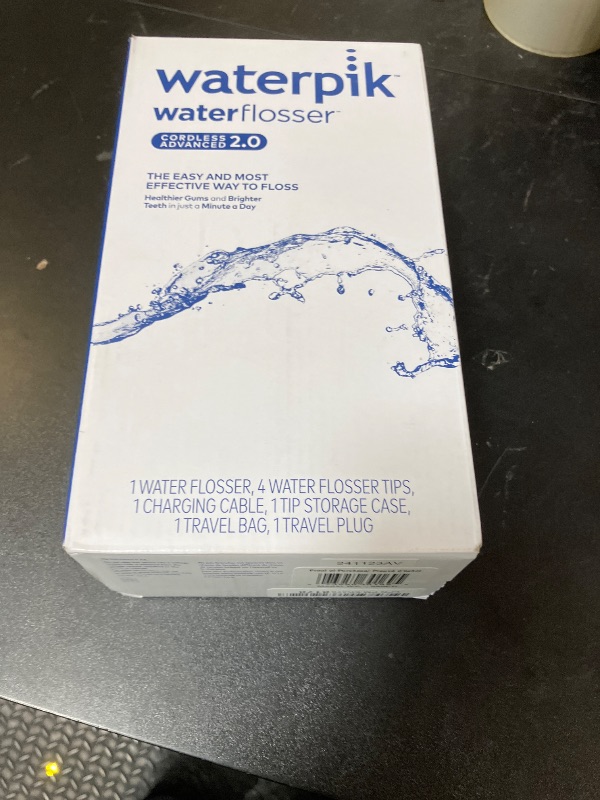 waterpik™
waterflosser™
CORDLESS
ADVANCED 2.0
THE EASY AND MOST
EFFECTIVE WAY TO FLOSS
Healthier Gums and Brighter
Teeth in just a Minute a Day
1 WATER FLOSSER, 4 WATER FLOSSER TIPS,
1 CHARGING CABLE, 1 TIP STORAGE CASE,
1 TRAVEL BAG, 1 TRAVEL PLUG